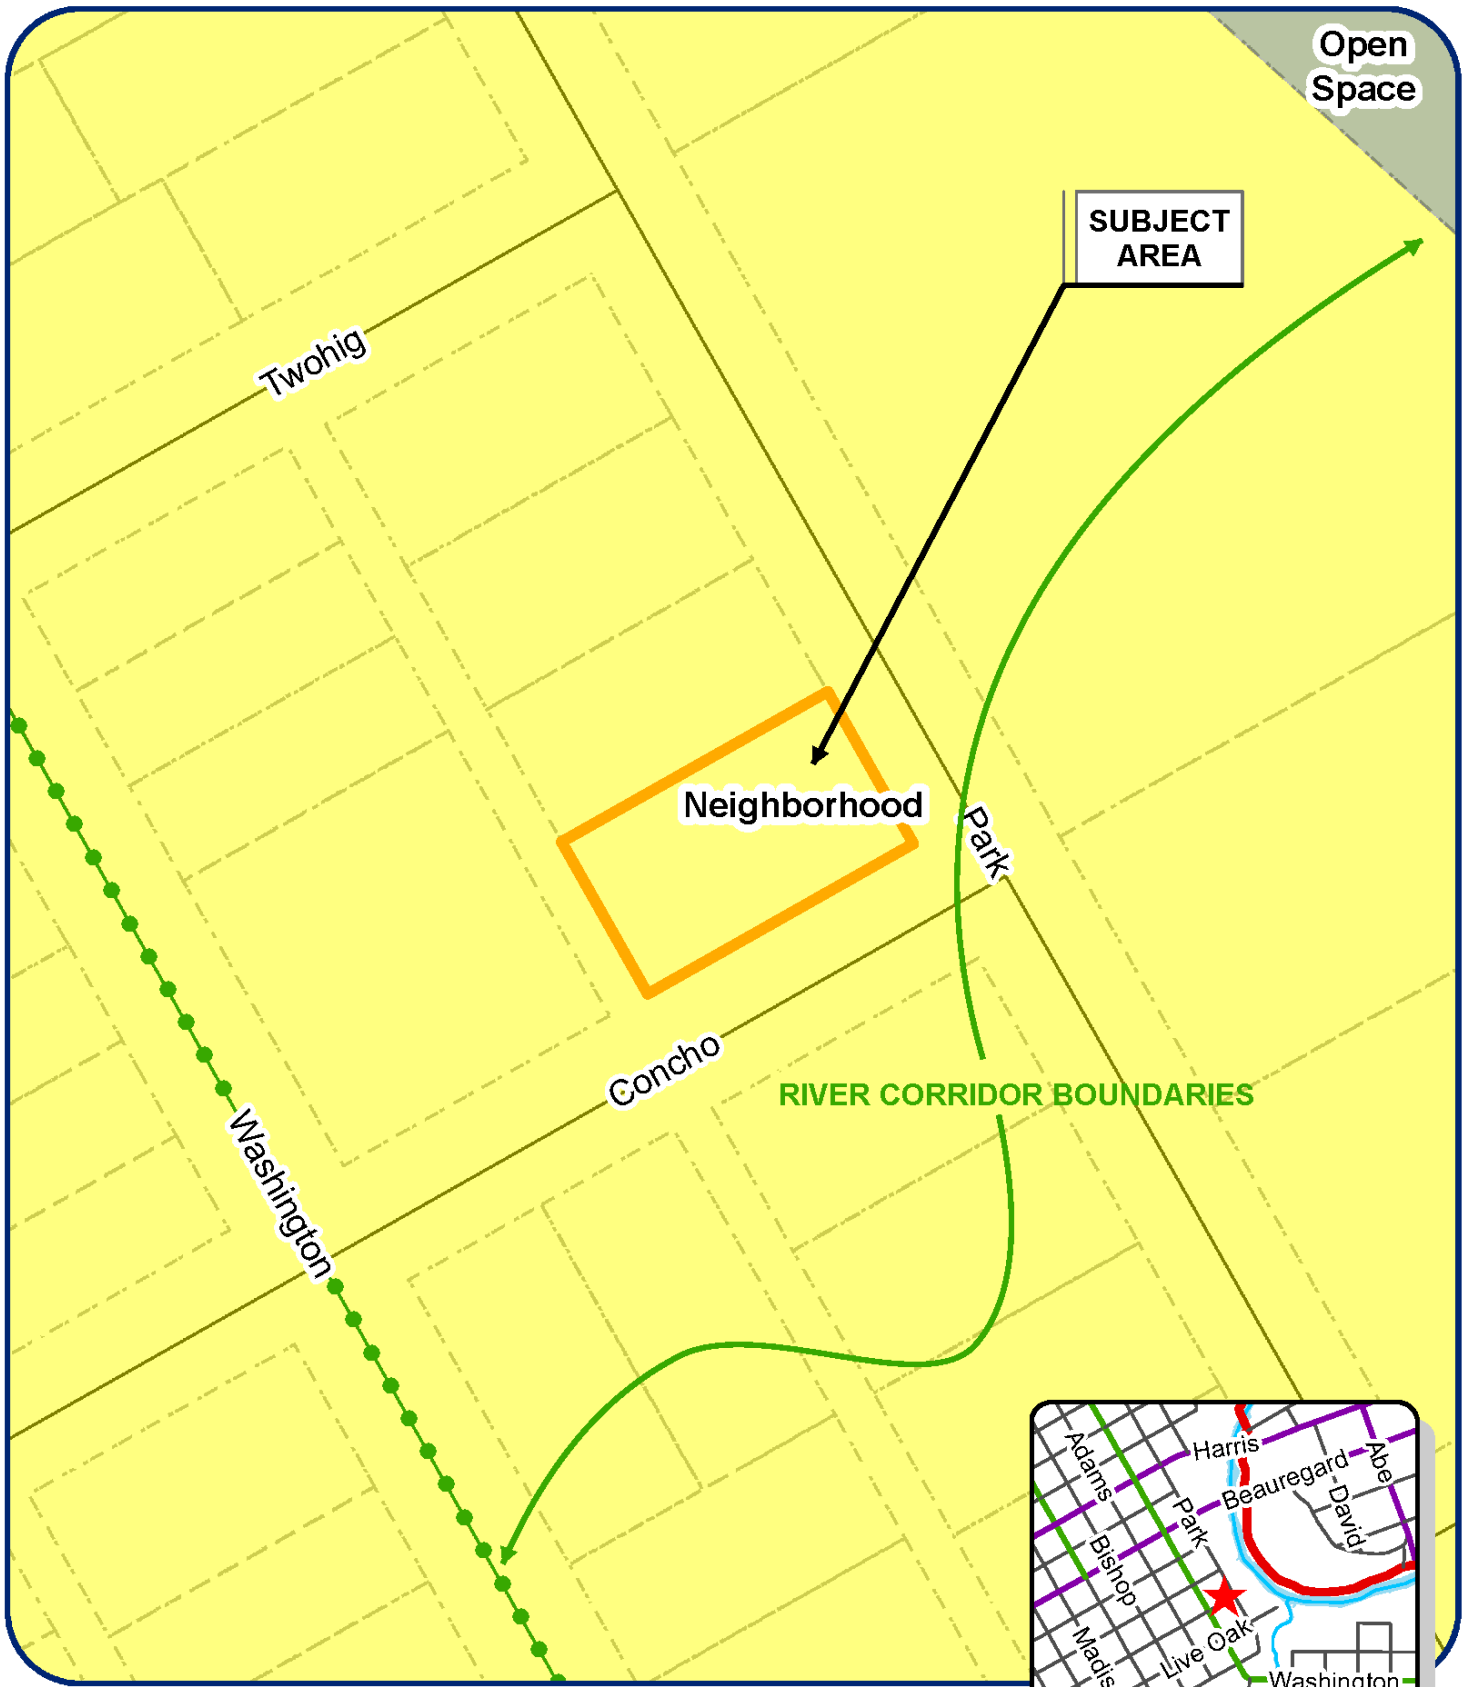 Open
Space
SUBJECT
AREA
Twohig
Neighborhood
Park
Concho
RIVER CORRIDOR BOUNDARIES
Washington
Adams
Harris
Abe
Beauregard
Park
David
Bishop
Live Oak
Madis
Washington